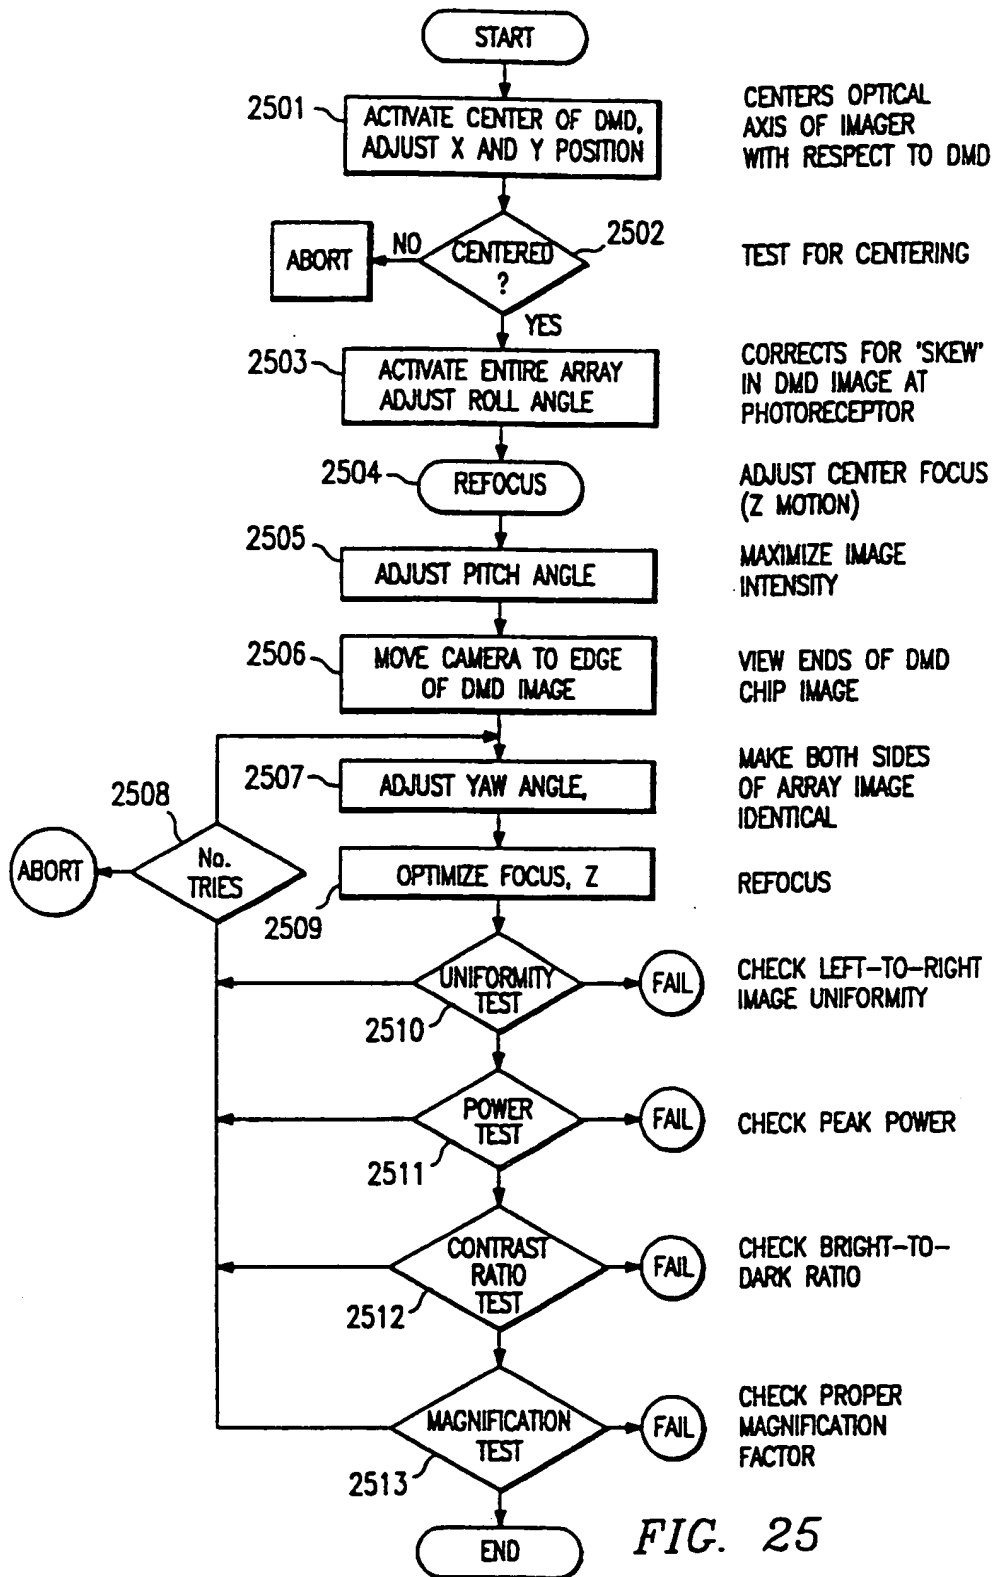 START
2501
ACTIVATE CENTER OF DMD,
ADJUST X AND Y POSITION
CENTERS OPTICAL
AXIS OF IMAGER
WITH RESPECT TO DMD
2502
ABORT
NO
CENTERED
?
TEST FOR CENTERING
YES
2503
ACTIVATE ENTIRE ARRAY
ADJUST ROLL ANGLE
CORRECTS FOR 'SKEW'
IN DMD IMAGE AT
PHOTORECEPTOR
2504
REFOCUS
ADJUST CENTER FOCUS
(Z MOTION)
2505
ADJUST PITCH ANGLE
MAXIMIZE IMAGE
INTENSITY
2506
MOVE CAMERA TO EDGE
OF DMD IMAGE
VIEW ENDS OF DMD
CHIP IMAGE
2507
ADJUST YAW ANGLE,
MAKE BOTH SIDES
OF ARRAY IMAGE
IDENTICAL
2508
ABORT
No.
TRIES
OPTIMIZE FOCUS, Z
REFOCUS
2509
UNIFORMITY
TEST
2510
FAIL
CHECK LEFT-TO-RIGHT
IMAGE UNIFORMITY
POWER
TEST
2511
FAIL
CHECK PEAK POWER
CONTRAST
RATIO
TEST
2512
FAIL
CHECK BRIGHT-TO-
DARK RATIO
MAGNIFICATION
TEST
2513
FAIL
CHECK PROPER
MAGNIFICATION
FACTOR
END
FIG. 25